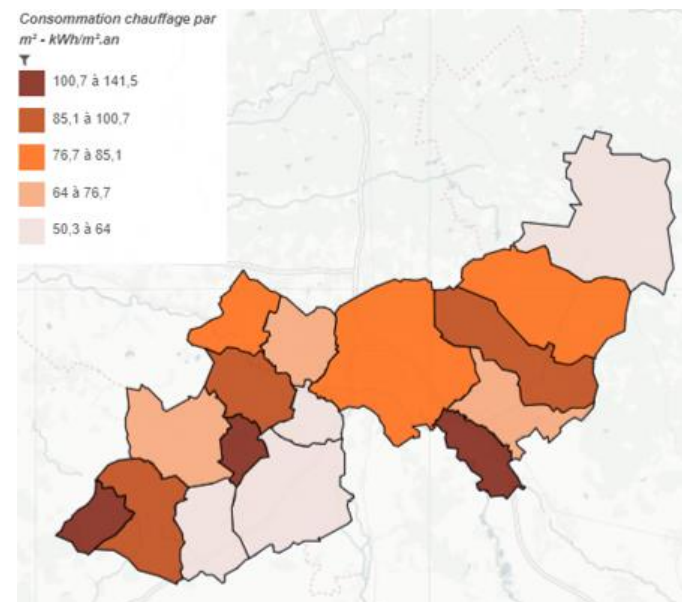 Consommation chauffage par
m² - kWh/m².an
100,7 à 141,5
85,1 à 100,7
76,7 à 85,1
64 à 76,7
50,3 à 64